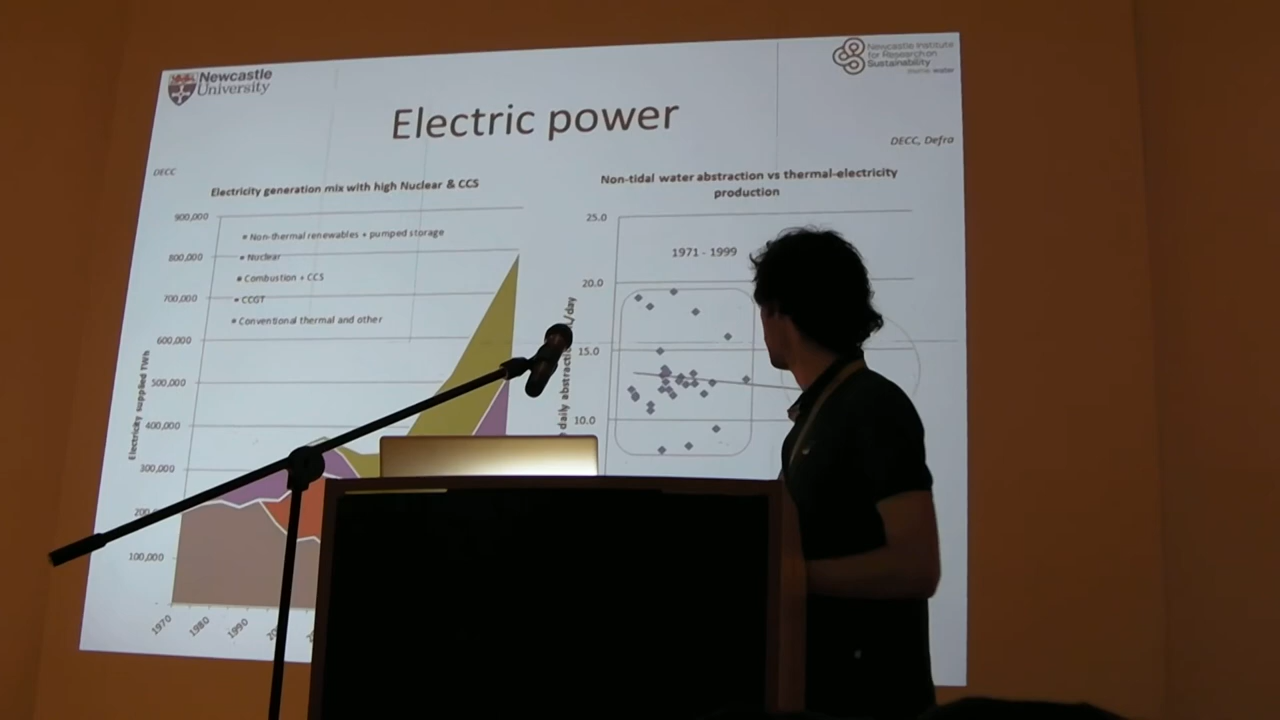 Newcastle
University
Newcastle Institute
for Research on
Sustainability
Electric power
DECC
DECC, Defra
Electricity generation mix with high Nuclear & CCS
900,000
800,000
700,000
600,000
500,000
400,000
300,000
100,000
Electricity supplied TWh
Non-thermal renewables + pumped storage
Nuclear
Combustion + CCS
CCGT
Conventional thermal and other
1970
1980
1990
Non-tidal water abstraction vs thermal-electricity
production
25.0
20.0
15.0
10.0
1971 - 1999
daily
/day